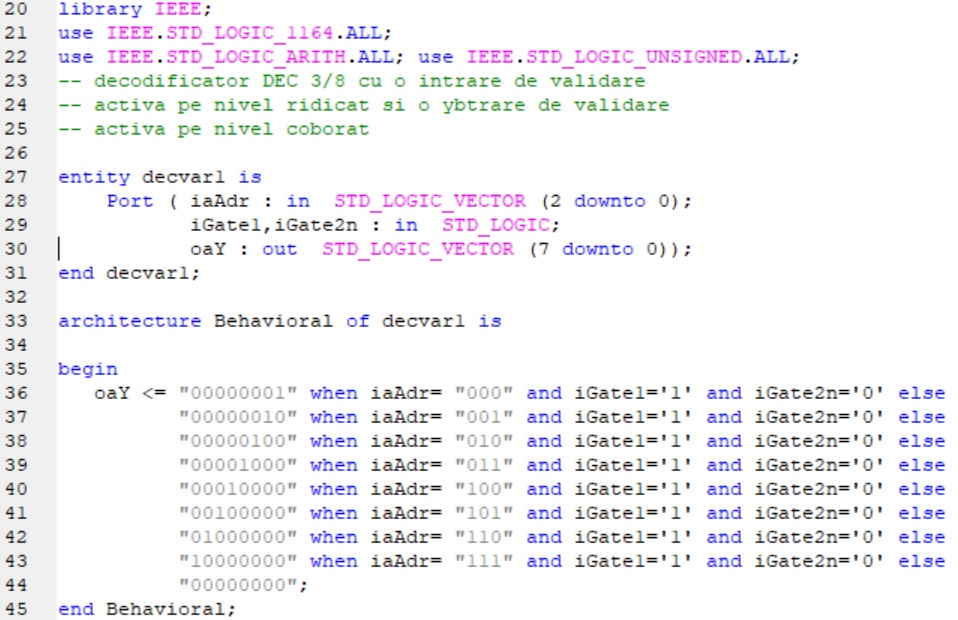 20 library IEEE;
21 use IEEE.STD_LOGIC_1164.ALL;
22 use IEEE.STD_LOGIC_ARITH.ALL; use IEEE.STD_LOGIC_UNSIGNED.ALL;
23 -- decodificator DEC 3/8 cu o intrare de validare
24 -- activa pe nivel ridicat si o ybtrare de validare
25 -- activa pe nivel coborat
26
27 entity decvar1 is
28 Port ( iaAdr : in STD_LOGIC_VECTOR (2 downto 0);
29 iGate1,iGate2n : in STD_LOGIC;
30 oaY : out STD_LOGIC_VECTOR (7 downto 0));
31 end decvar1;
32
33 architecture Behavioral of decvar1 is
34
35 begin
36 oaY <= "00000001" when iaAdr= "000" and iGate1='1' and iGate2n='0' else
37 "00000010" when iaAdr= "001" and iGate1='1' and iGate2n='0' else
38 "00000100" when iaAdr= "010" and iGate1='1' and iGate2n='0' else
39 "00001000" when iaAdr= "011" and iGate1='1' and iGate2n='0' else
40 "00010000" when iaAdr= "100" and iGate1='1' and iGate2n='0' else
41 "00100000" when iaAdr= "101" and iGate1='1' and iGate2n='0' else
42 "01000000" when iaAdr= "110" and iGate1='1' and iGate2n='0' else
43 "10000000" when iaAdr= "111" and iGate1='1' and iGate2n='0' else
44 "00000000";
45 end Behavioral;